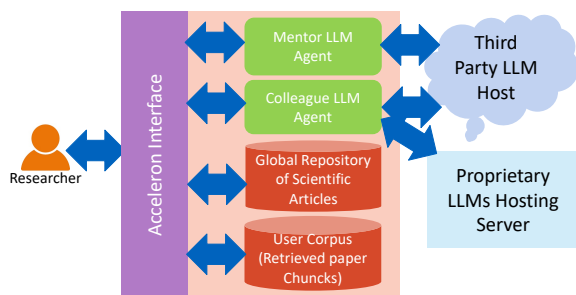 Researcher
Acceleron Interface
Mentor LLM
Agent
Colleague LLM
Agent
Global Repository
of Scientific
Articles
User Corpus
(Retrieved paper
Chuncks)
Third
Party LLM
Host
Proprietary
LLMs Hosting
Server